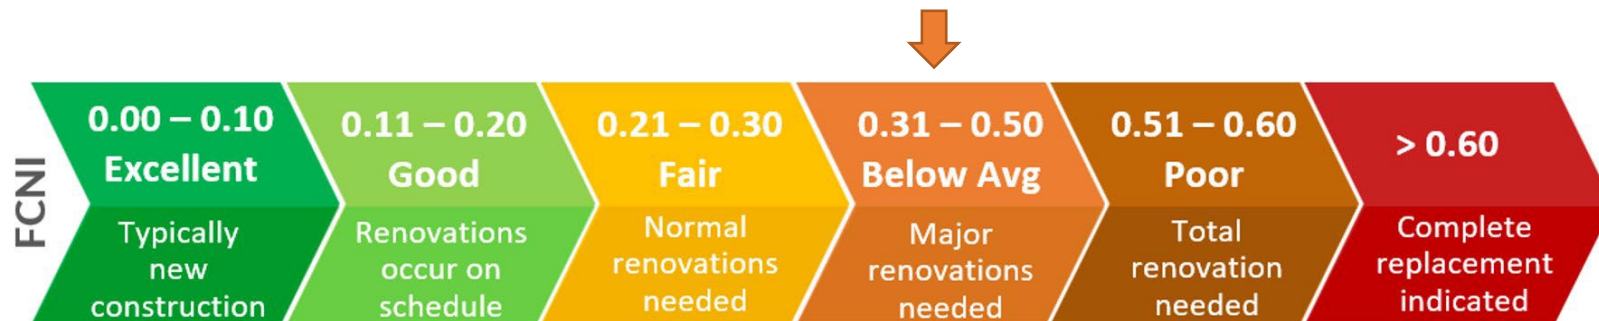 FCNI
0.00 – 0.10
Excellent
Typically
new
construction
0.11 – 0.20
Good
Renovations
occur on
schedule
0.21 – 0.30
Fair
Normal
renovations
needed
0.31 – 0.50
Below Avg
Major
renovations
needed
0.51 – 0.60
Poor
Total
renovation
needed
> 0.60
Complete
replacement
indicated